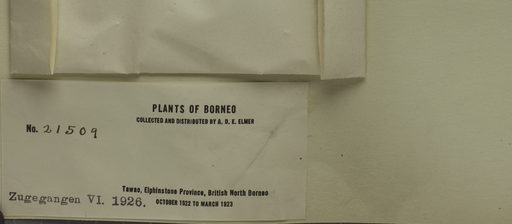 PLANTS OF BORNEO
COLLECTED AND DISTRIBUTED BY A. D. E. ELMER
No. 21509
Tawao, Elphinstone Province, British North Borneo
OCTOBER 1922 TO MARCH 1923
Zugegangen VI. 1926.